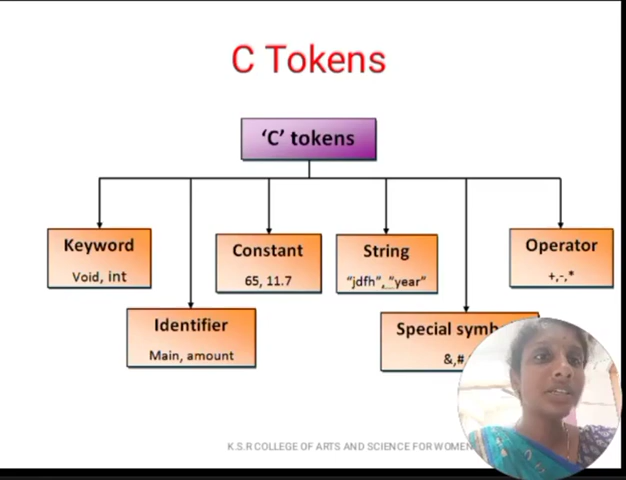 C Tokens
‘C’ tokens
Keyword
Void, int
Identifier
Main, amount
Constant
65, 11.7
String
“jdfh”, “year”
Special symb
&,#
Operator
+,-,*
K.S.R COLLEGE OF ARTS AND SCIENCE FOR WOMEN